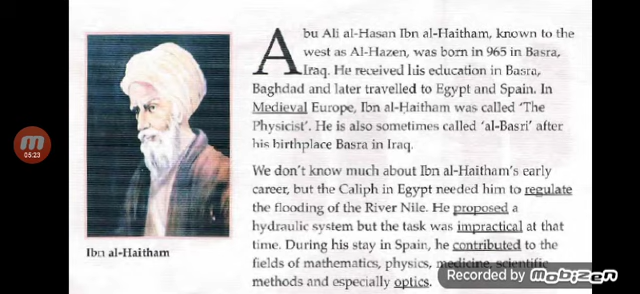 Abu Ali al-Hasan Ibn al-Haitham, known to the
west as Al-Hazen, was born in 965 in Basra,
Iraq. He received his education in Basra,
Baghdad and later travelled to Egypt and Spain. In
Medieval Europe, Ibn al-Haitham was called ‘The
Physicist’. He is also sometimes called ‘al-Basri’ after
his birthplace Basra in Iraq.
We don’t know much about Ibn al-Haitham’s early
career, but the Caliph in Egypt needed him to regulate
the flooding of the River Nile. He proposed a
hydraulic system but the task was impractical at that
time. During his stay in Spain, he contributed to the
fields of mathematics, physics, medicine, scientific
methods and especially optics.
Ibn al-Haitham
05:23
Recorded by mobizen